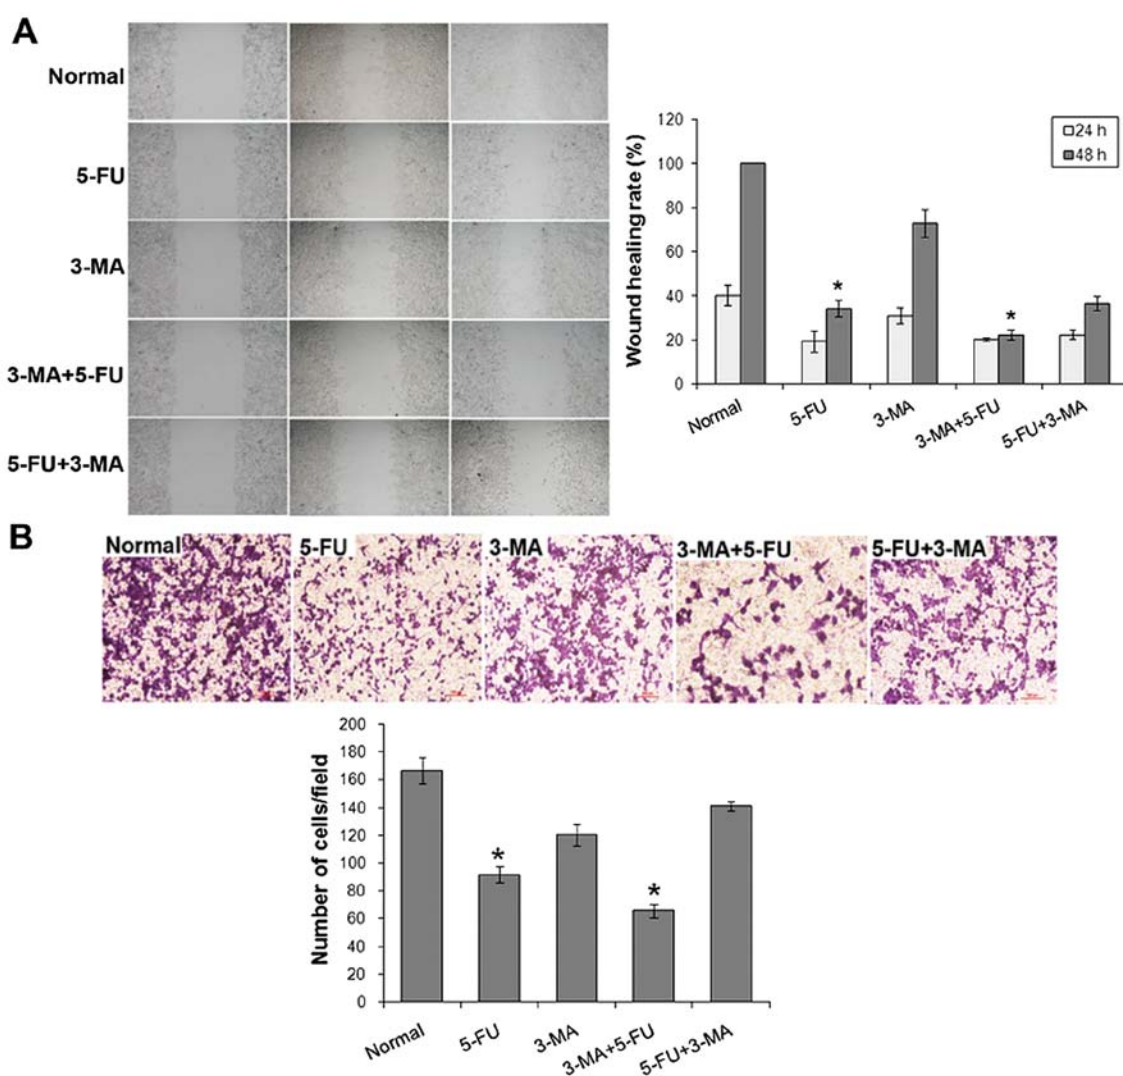 A
Normal
5-FU
3-MA
3-MA+5-FU
5-FU+3-MA
Wound healing rate (%)
120
100
80
60
40
20
0
24 h
48 h
*
*
Normal
5-FU
3-MA
3-MA+5-FU
5-FU+3-MA
B
Normal
5-FU
3-MA
3-MA+5-FU
5-FU+3-MA
Number of cells/field
200
180
160
140
120
100
80
60
40
20
0
*
*
Normal
5-FU
3-MA
3-MA+5-FU
5-FU+3-MA